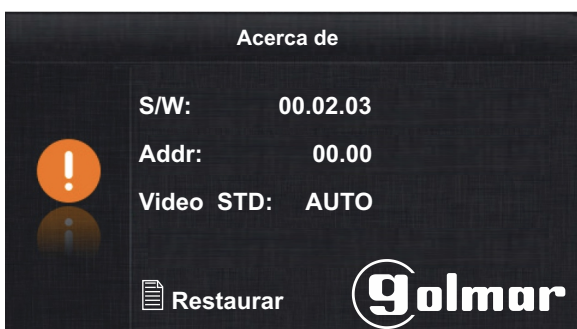 Acerca de
S/W: 00.02.03
Addr: 00.00
Video STD: AUTO
Restaurar
golmar